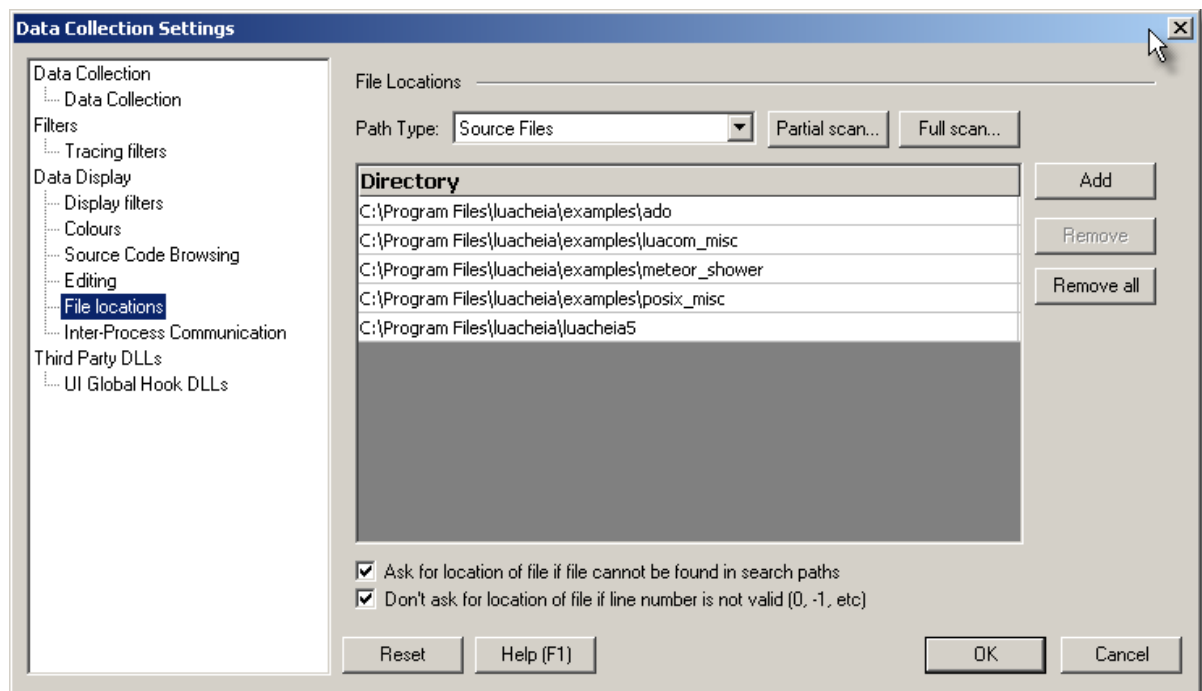 Data Collection Settings
Data Collection
Data Collection
Filters
Tracing filters
Data Display
Display filters
Colours
Source Code Browsing
Editing
File locations
Inter-Process Communication
Third Party DLLs
UI Global Hook DLLs
File Locations
Path Type: Source Files Partial scan... Full scan...
Directory
C:\Program Files\luacheia\examples\ado
C:\Program Files\luacheia\examples\luacom_misc
C:\Program Files\luacheia\examples\meteor_shower
C:\Program Files\luacheia\examples\posix_misc
C:\Program Files\luacheia\luacheia5
Add
Remove
Remove all
Ask for location of file if file cannot be found in search paths
Don't ask for location of file if line number is not valid (0, -1, etc)
Reset Help (F1) OK Cancel